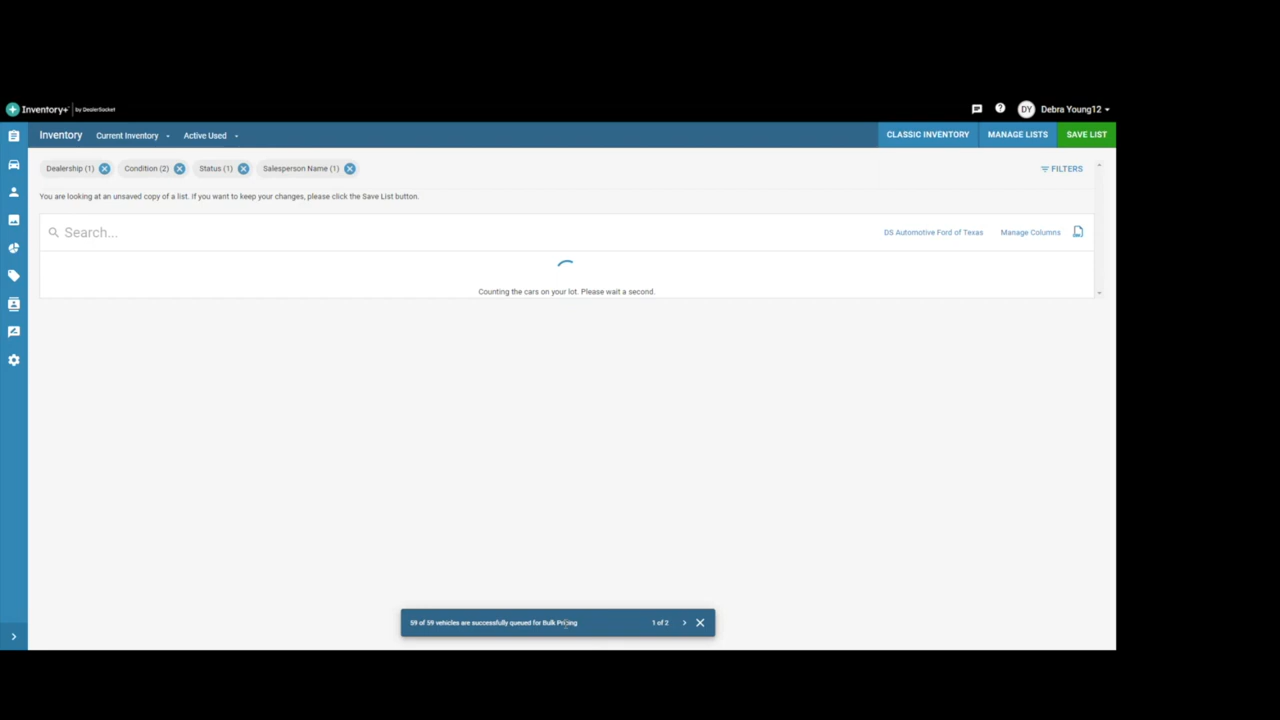 Inventory+ by DealerSocket
DY Debra Young12
Inventory Current Inventory Active Used CLASSIC INVENTORY MANAGE LISTS SAVE LIST
Dealership (1) Condition (2) Status (1) Salesperson Name (1) FILTERS
You are looking at an unsaved copy of a list. If you want to keep your changes, please click the Save List button.
Search... DS Automotive Ford of Texas Manage Columns
Counting the cars on your lot. Please wait a second.
59 of 59 vehicles are successfully queued for Bulk Pricing 1 of 2